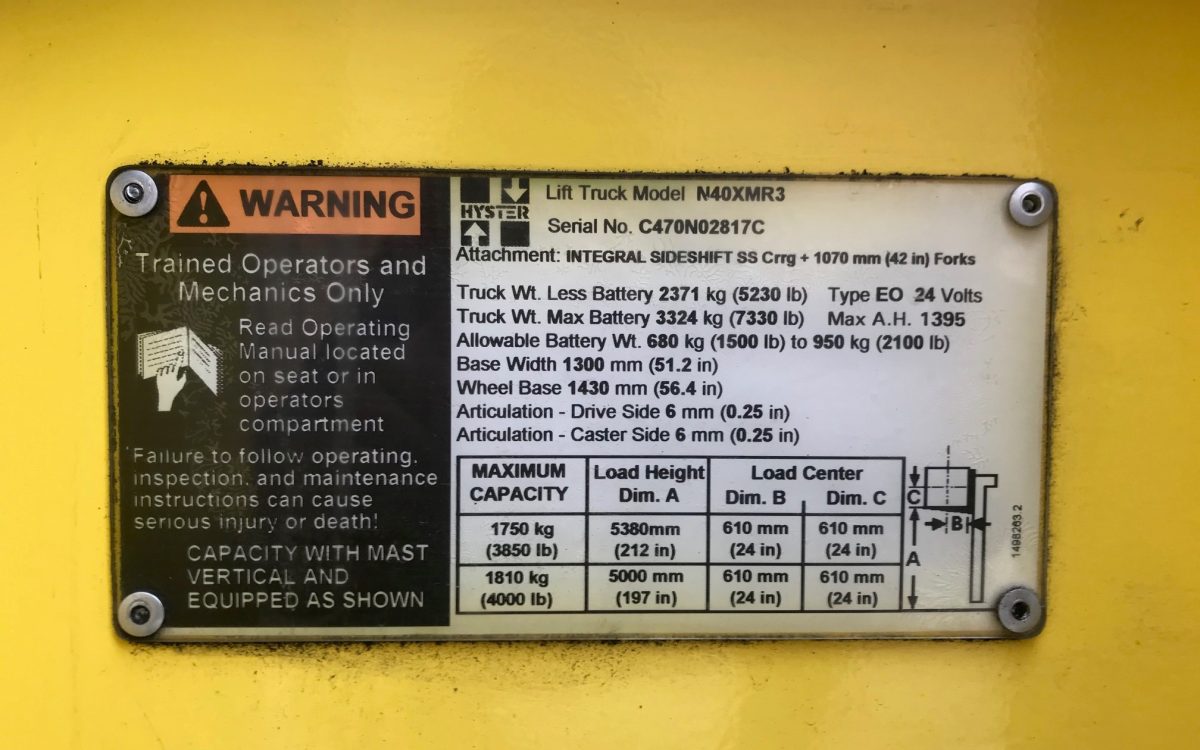 WARNING
Trained Operators and
Mechanics Only
Read Operating
Manual located
on seat or in
operators
compartment
Failure to follow operating,
inspection, and maintenance
instructions can cause
serious injury or death!
CAPACITY WITH MAST
VERTICAL AND
EQUIPPED AS SHOWN
HYSTER
Lift Truck Model N40XMR3
Serial No. C470N02817C
Attachment: INTEGRAL SIDESHIFT SS Crrg + 1070 mm (42 in) Forks
Truck Wt. Less Battery 2371 kg (5230 lb) Type EO 24 Volts
Truck Wt. Max Battery 3324 kg (7330 lb) Max A.H. 1395
Allowable Battery Wt. 680 kg (1500 lb) to 950 kg (2100 lb)
Base Width 1300 mm (51.2 in)
Wheel Base 1430 mm (56.4 in)
Articulation - Drive Side 6 mm (0.25 in)
Articulation - Caster Side 6 mm (0.25 in)
MAXIMUM Load Height Load Center
CAPACITY Dim. A Dim. B Dim. C
1750 kg 5380mm 610 mm 610 mm
(3850 lb) (212 in) (24 in) (24 in)
1810 kg 5000 mm 610 mm 610 mm
(4000 lb) (197 in) (24 in) (24 in)
C
B
A
1498263.2